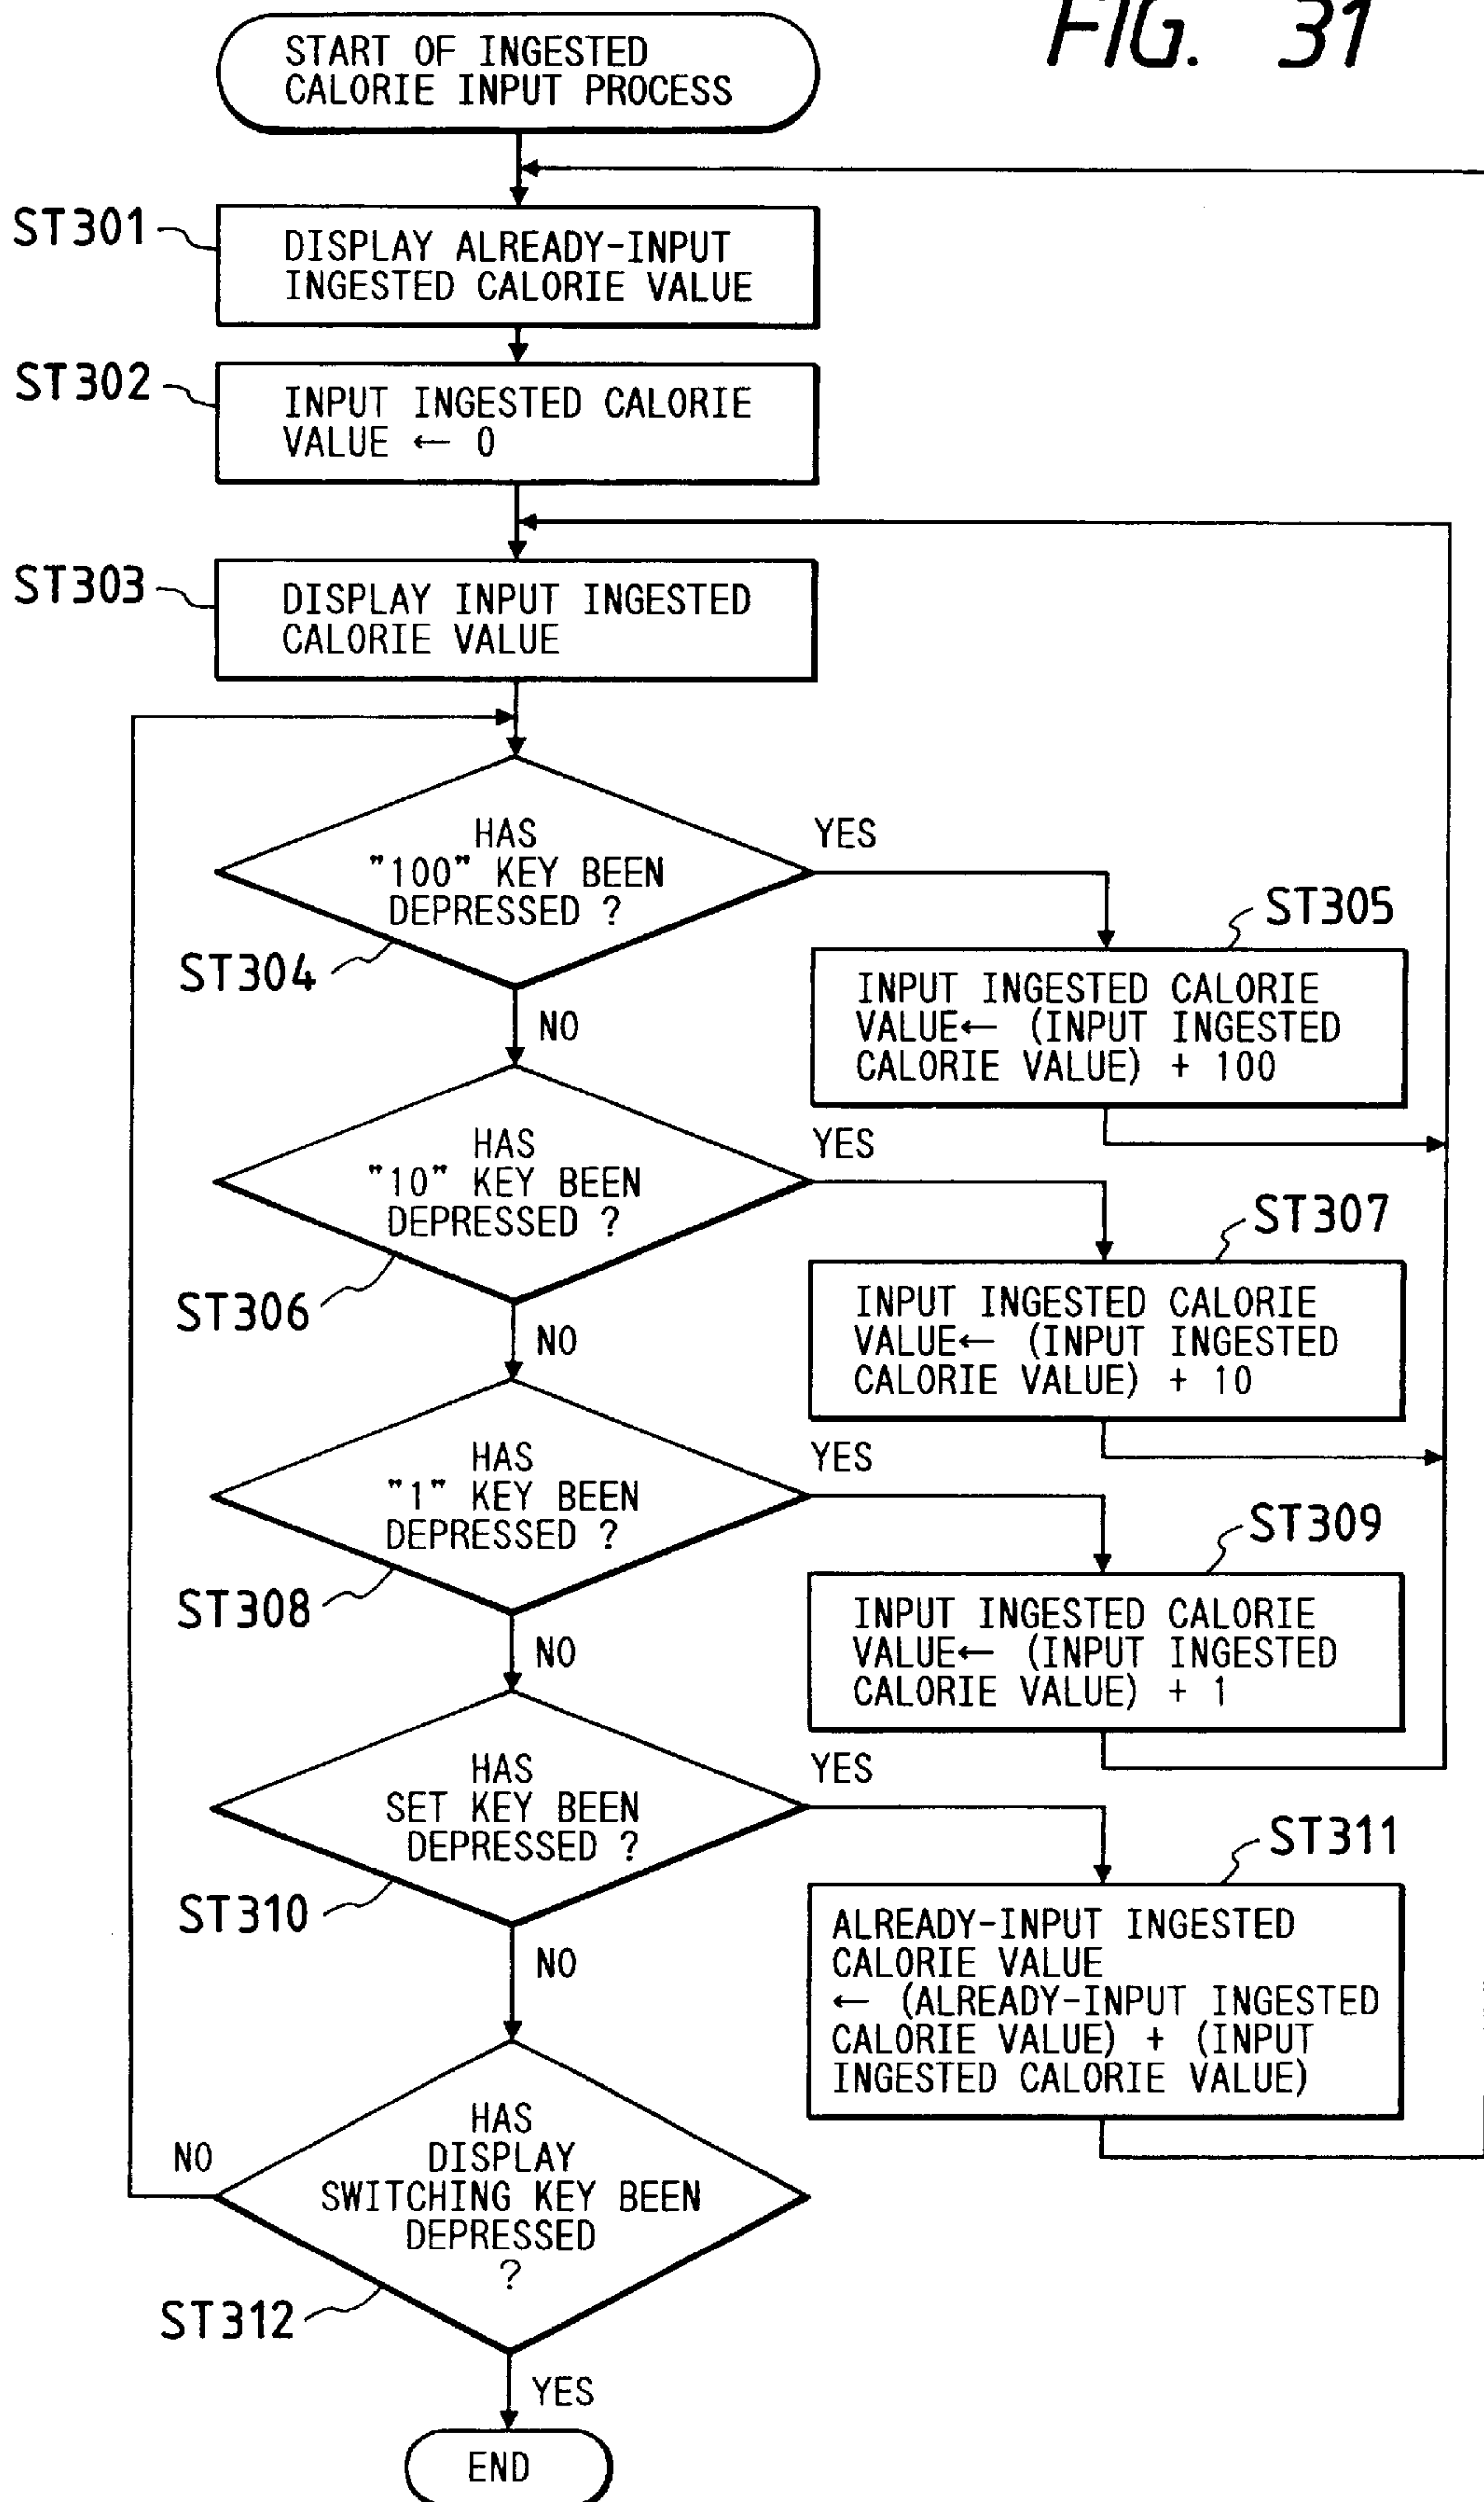 FIG. 31
START OF INGESTED
CALORIE INPUT PROCESS
ST301
DISPLAY ALREADY-INPUT
INGESTED CALORIE VALUE
ST302
INPUT INGESTED CALORIE
VALUE ← 0
ST303
DISPLAY INPUT INGESTED
CALORIE VALUE
HAS
"100" KEY BEEN
DEPRESSED ?
YES
ST304
NO
ST305
INPUT INGESTED CALORIE
VALUE← (INPUT INGESTED
CALORIE VALUE) + 100
HAS
"10" KEY BEEN
DEPRESSED ?
YES
ST306
NO
ST307
INPUT INGESTED CALORIE
VALUE← (INPUT INGESTED
CALORIE VALUE) + 10
HAS
"1" KEY BEEN
DEPRESSED ?
YES
ST308
NO
ST309
INPUT INGESTED CALORIE
VALUE← (INPUT INGESTED
CALORIE VALUE) + 1
HAS
SET KEY BEEN
DEPRESSED ?
YES
ST310
NO
ST311
ALREADY-INPUT INGESTED
CALORIE VALUE
← (ALREADY-INPUT INGESTED
CALORIE VALUE) + (INPUT
INGESTED CALORIE VALUE)
HAS
DISPLAY
SWITCHING KEY BEEN
DEPRESSED
?
NO
ST312
YES
END